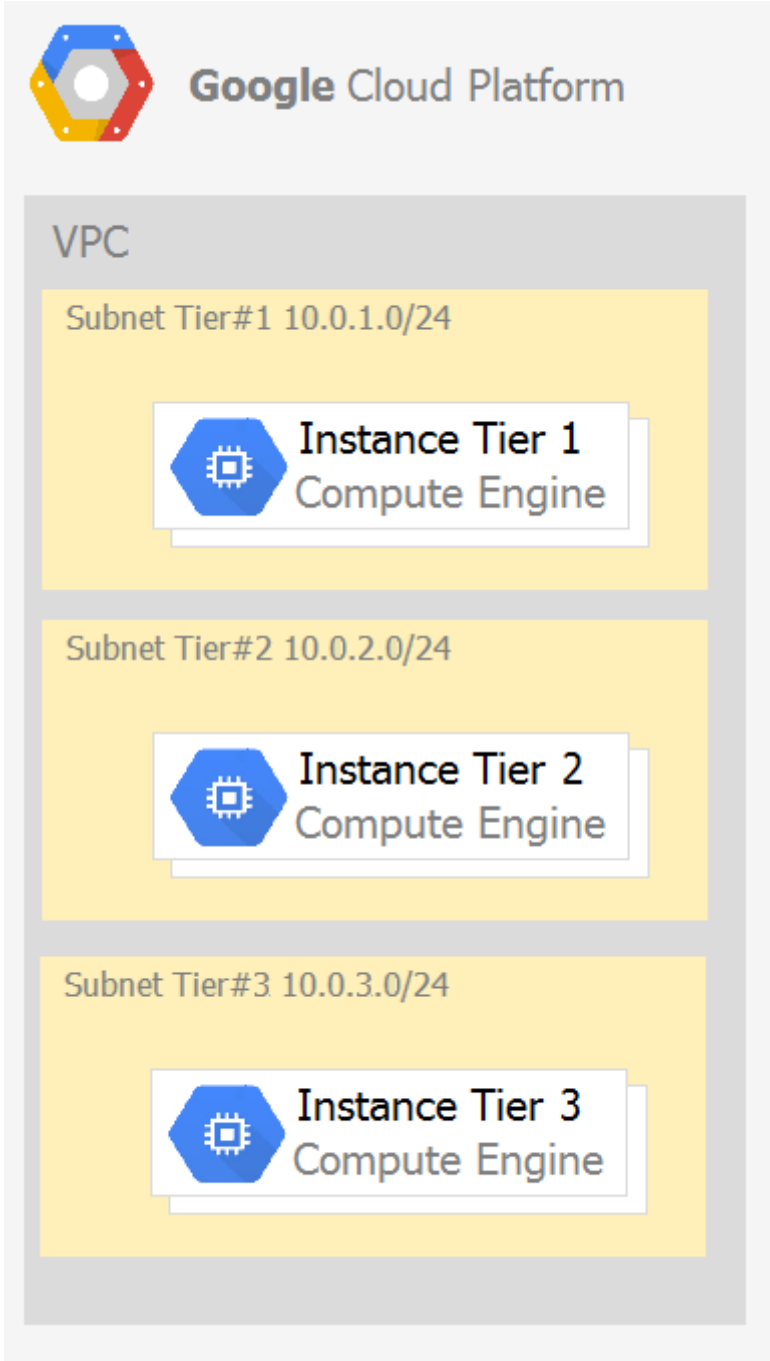 Google Cloud Platform
VPC
Subnet Tier#1 10.0.1.0/24
Instance Tier 1
Compute Engine
Subnet Tier#2 10.0.2.0/24
Instance Tier 2
Compute Engine
Subnet Tier#3 10.0.3.0/24
Instance Tier 3
Compute Engine